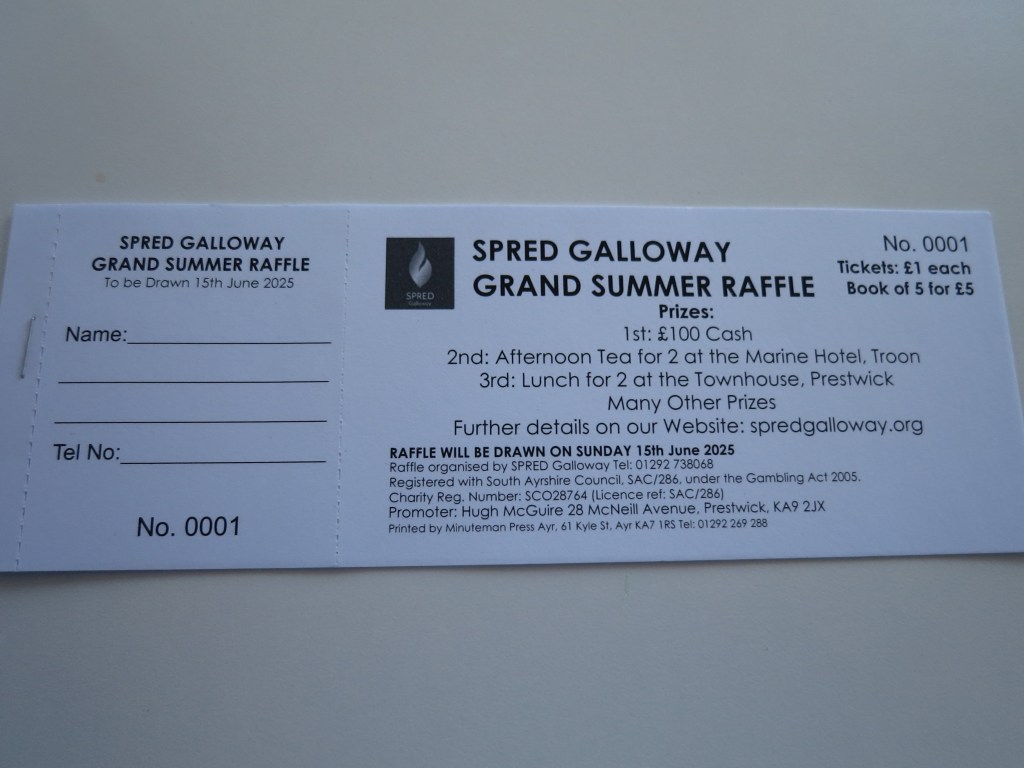 SPRED GALLOWAY
GRAND SUMMER RAFFLE
To be Drawn 15th June 2025
Name:
Tel No:
No. 0001
SPRED
Galloway
SPRED GALLOWAY
GRAND SUMMER RAFFLE
No. 0001
Tickets: £1 each
Book of 5 for £5
Prizes:
1st: £100 Cash
2nd: Afternoon Tea for 2 at the Marine Hotel, Troon
3rd: Lunch for 2 at the Townhouse, Prestwick
Many Other Prizes
Further details on our Website: spredgalloway.org
RAFFLE WILL BE DRAWN ON SUNDAY 15th June 2025
Raffle organised by SPRED Galloway Tel: 01292 738068
Registered with South Ayrshire Council, SAC/286, under the Gambling Act 2005.
Charity Reg. Number: SCO28764 (Licence ref: SAC/286)
Promoter: Hugh McGuire 28 McNeill Avenue, Prestwick, KA9 2JX
Printed by Minuteman Press Ayr, 61 Kyle St, Ayr KA7 1RS Tel: 01292 269 288